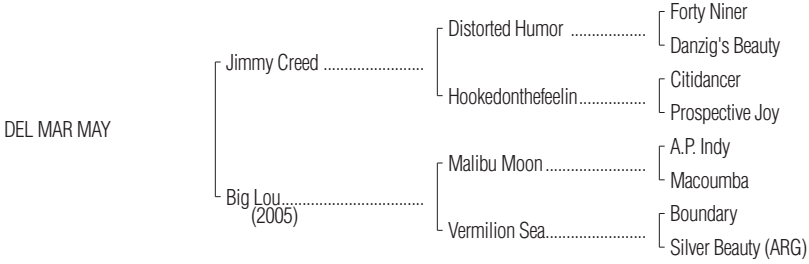 Forty Niner
Distorted Humor ..................
Danzig's Beauty
Jimmy Creed ........................
Citidancer
Hookedonthefeelin................
Prospective Joy
DEL MAR MAY
A.P. Indy
Malibu Moon ........................
Macoumba
Big Lou..................................
(2005)
Boundary
Vermilion Sea........................
Silver Beauty (ARG)